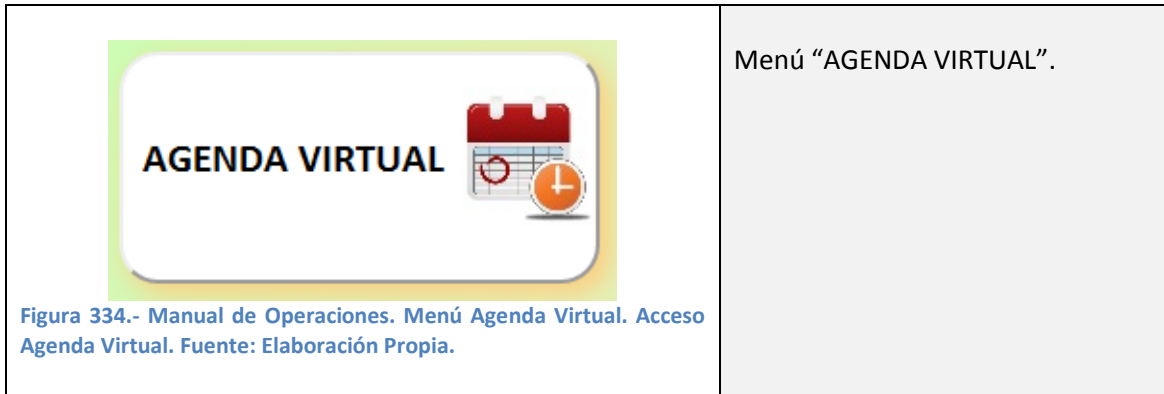 AGENDA VIRTUAL
Figura 334.- Manual de Operaciones. Menú Agenda Virtual. Acceso
Agenda Virtual. Fuente: Elaboración Propia.
Menú “AGENDA VIRTUAL”.